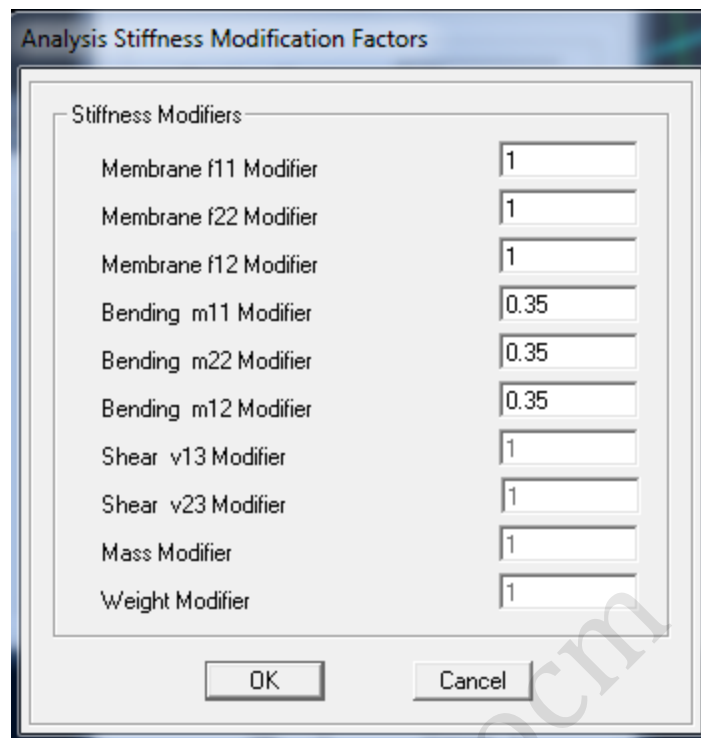 Analysis Stiffness Modification Factors
Stiffness Modifiers
Membrane f11 Modifier 1
Membrane f22 Modifier 1
Membrane f12 Modifier 1
Bending m11 Modifier 0.35
Bending m22 Modifier 0.35
Bending m12 Modifier 0.35
Shear v13 Modifier 1
Shear v23 Modifier 1
Mass Modifier 1
Weight Modifier 1
OK Cancel
ocm